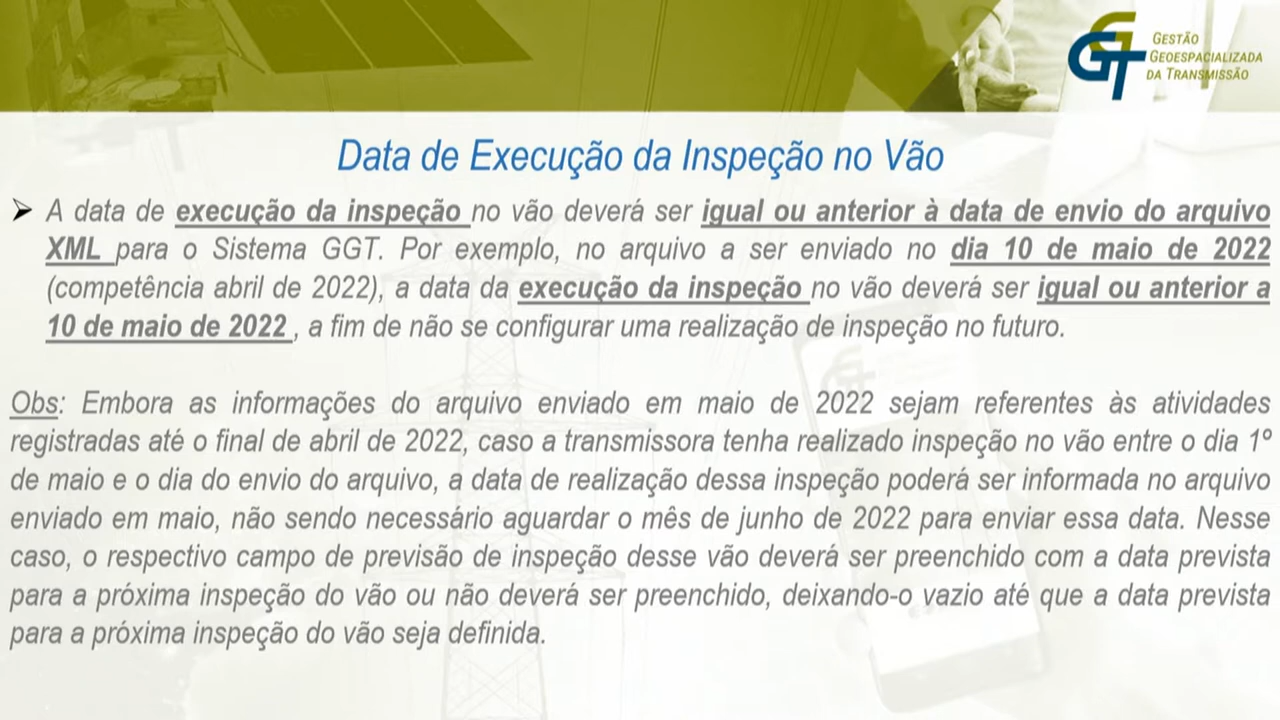 GGT
GESTÃO
GEOESPACIALIZADA
DA TRANSMISSÃO
Data de Execução da Inspeção no Vão
➢ A data de execução da inspeção no vão deverá ser igual ou anterior à data de envio do arquivo
XML para o Sistema GGT. Por exemplo, no arquivo a ser enviado no dia 10 de maio de 2022
(competência abril de 2022), a data da execução da inspeção no vão deverá ser igual ou anterior a
10 de maio de 2022 , a fim de não se configurar uma realização de inspeção no futuro.
Obs: Embora as informações do arquivo enviado em maio de 2022 sejam referentes às atividades
registradas até o final de abril de 2022, caso a transmissora tenha realizado inspeção no vão entre o dia 1º
de maio e o dia do envio do arquivo, a data de realização dessa inspeção poderá ser informada no arquivo
enviado em maio, não sendo necessário aguardar o mês de junho de 2022 para enviar essa data. Nesse
caso, o respectivo campo de previsão de inspeção desse vão deverá ser preenchido com a data prevista
para a próxima inspeção do vão ou não deverá ser preenchido, deixando-o vazio até que a data prevista
para a próxima inspeção do vão seja definida.